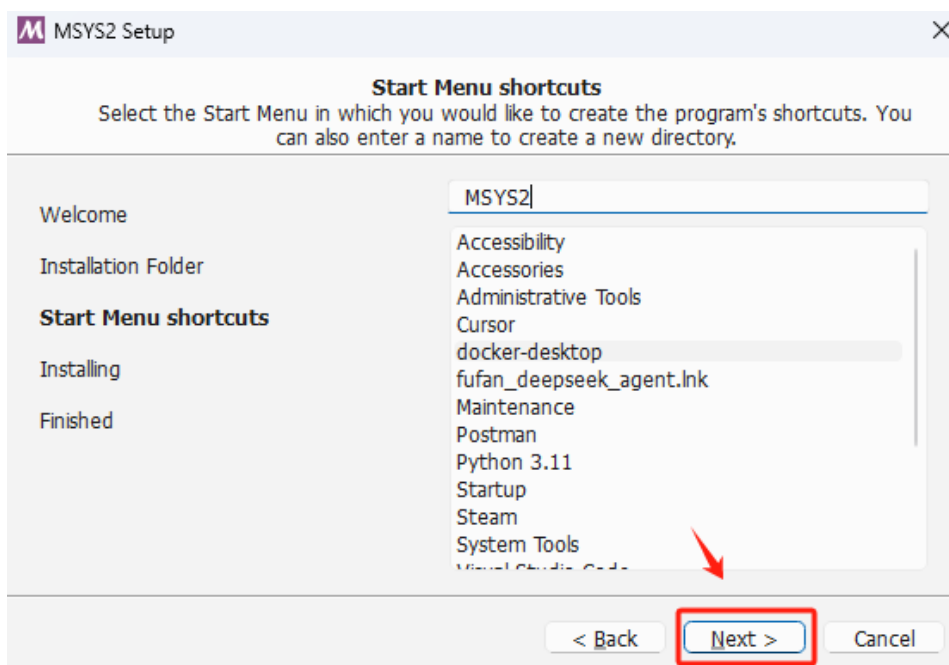 MSYS2 Setup
Start Menu shortcuts
Select the Start Menu in which you would like to create the program's shortcuts. You
can also enter a name to create a new directory.
Welcome
Installation Folder
Start Menu shortcuts
Installing
Finished
MSYS2
Accessibility
Accessories
Administrative Tools
Cursor
docker-desktop
fufan_deepseek_agent.lnk
Maintenance
Postman
Python 3.11
Startup
Steam
System Tools
Visual Studio Code
< Back
Next >
Cancel